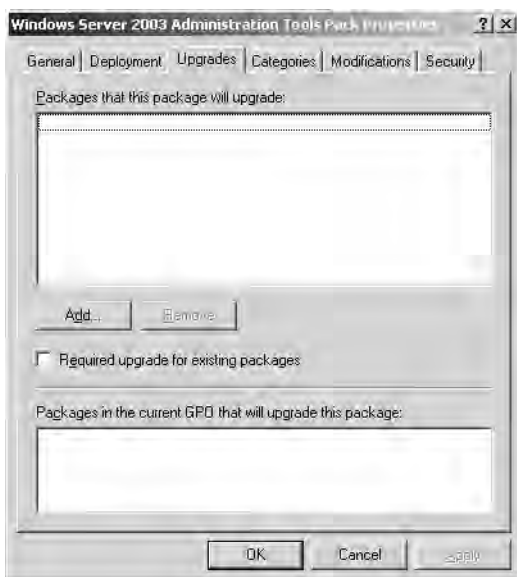 Windows Server 2003 Administration Tools Pack Properties
General Deployment Upgrades Categories Modifications Security
Packages that this package will upgrade:
Add... Remove
Required upgrade for existing packages
Packages in the current GPO that will upgrade this package:
OK Cancel Apply